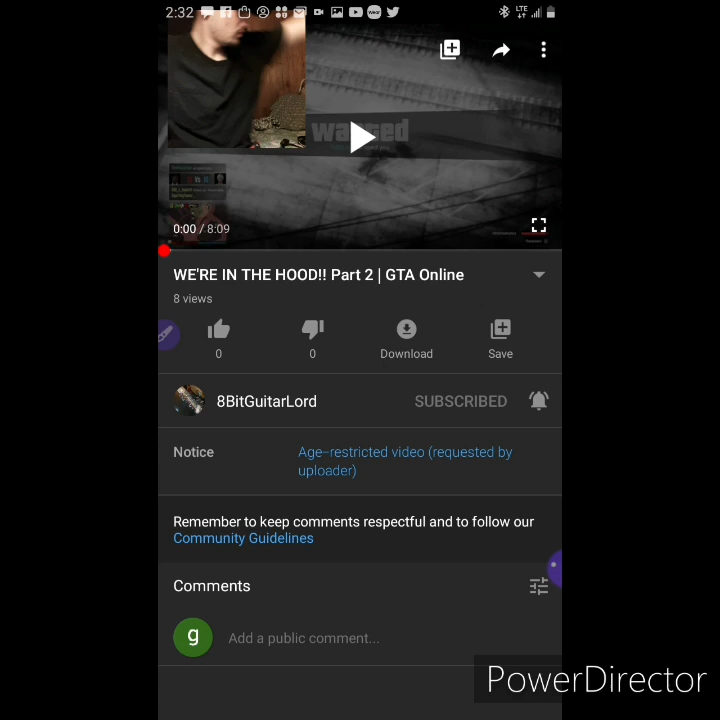 2:32
LTE
wanted
0:00 / 8:09
WE'RE IN THE HOOD!! Part 2 | GTA Online
8 views
0
0
Download
Save
8BitGuitarLord
SUBSCRIBED
Notice
Age-restricted video (requested by
uploader)
Remember to keep comments respectful and to follow our
Community Guidelines
Comments
g
Add a public comment...
PowerDirector